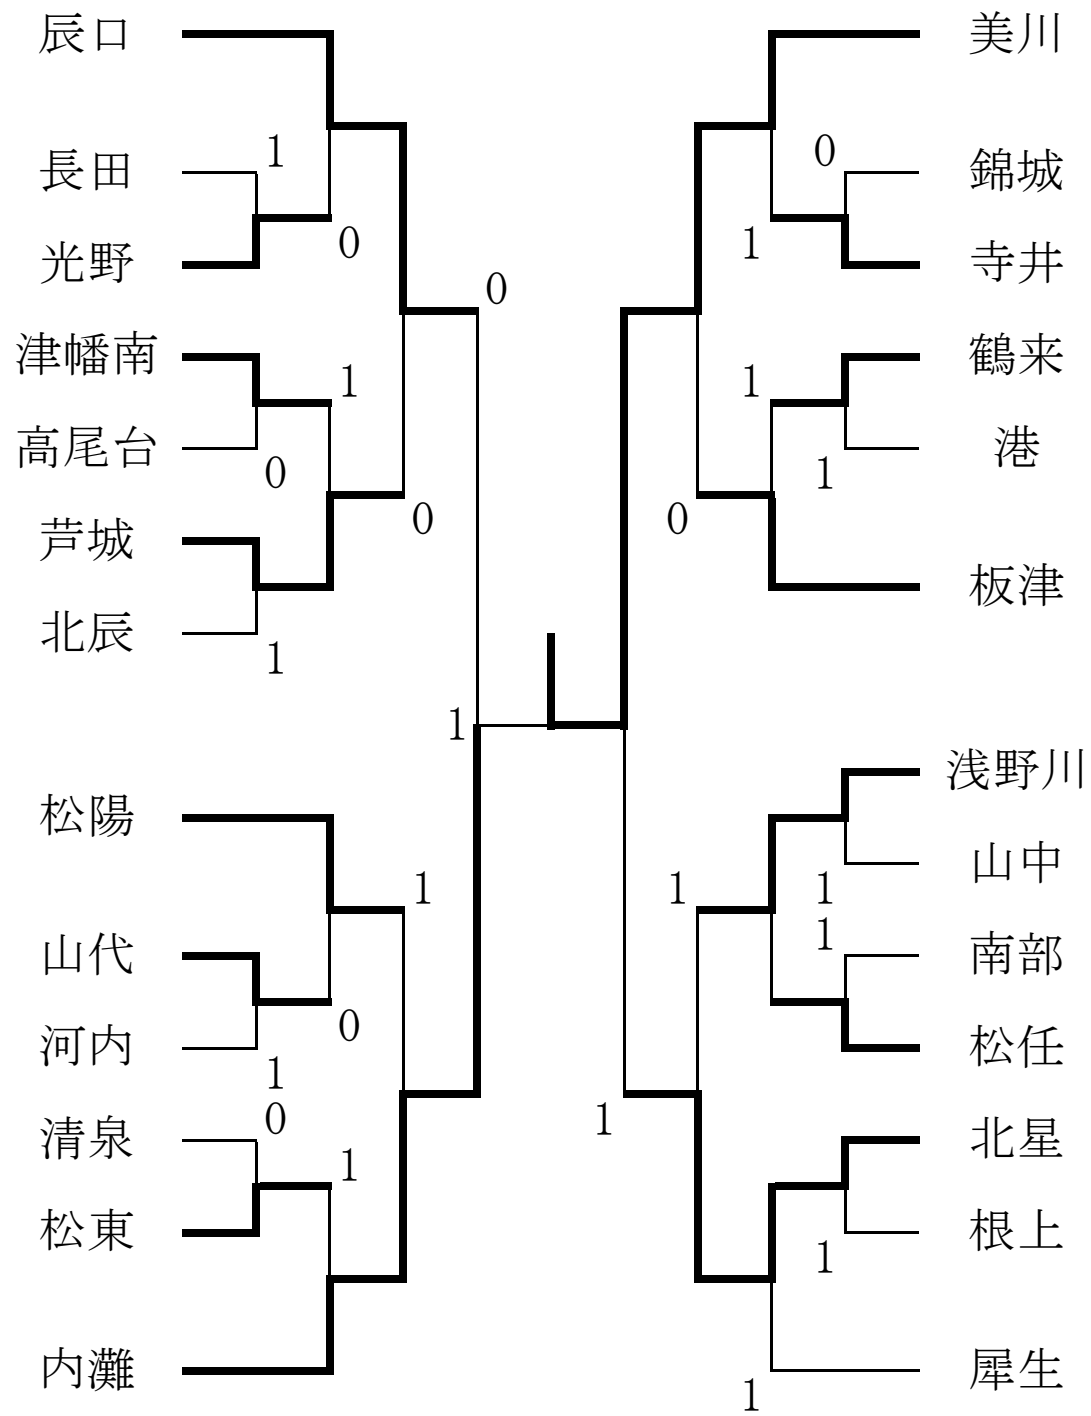 辰口
1
長田
0
光野
0
津幡南
1
高尾台
0
0
芦城
北辰
1
1
松陽
1
山代
0
河内
1
0
清泉
1
松東
内灘
美川
0
錦城
1
寺井
鶴来
1
港
1
0
板津
浅野川
山中
1
1
1
南部
松任
北星
1
根上
1
犀生
1